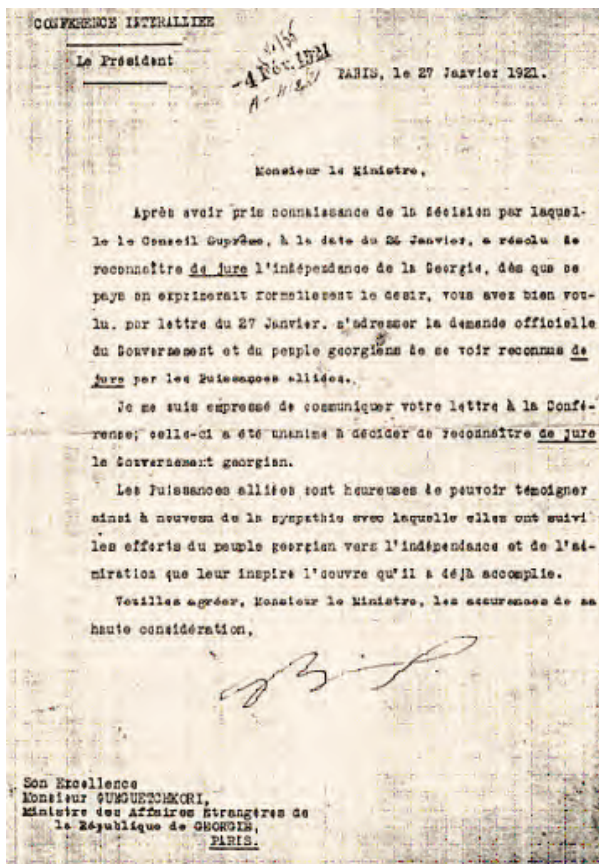 CONFERENCE INTERALLIEE
Le Président
-4 Fév. 1921
PARIS, le 27 Janvier 1921.
Monsieur le Ministre,
Après avoir pris connaissance de la décision par laquel-
le le Conseil Suprême, à la date du 26 Janvier, a résolu de
reconnaître de jure l'indépendance de la Georgie, dès que ce
pays en exprimerait formellement le desir, vous avez bien vou-
lu, par lettre du 27 Janvier, m'adresser la demande officielle
du Gouvernement et du peuple georgiens de se voir reconnus de
jure par les Puissances alliées.
Je me suis empressé de communiquer votre lettre à la Confé-
rence; celle-ci a été unanime à décider de reconnaître de jure
le Gouvernement georgien.
Les Puissances alliées sont heureuses de pouvoir témoigner
ainsi à nouveau de la sympathie avec laquelle elles ont suivi
les efforts du peuple georgien vers l'indépendance et de l'ad-
miration que leur inspire l'oeuvre qu'il a déjà accomplie.
Veuilles agréer, Monsieur le Ministre, les assurances de ma
haute considération,
Son Excellence
Monsieur GUEGUETCHKORI,
Ministre des Affaires Etrangères de
la République de GEORGIE,
PARIS.